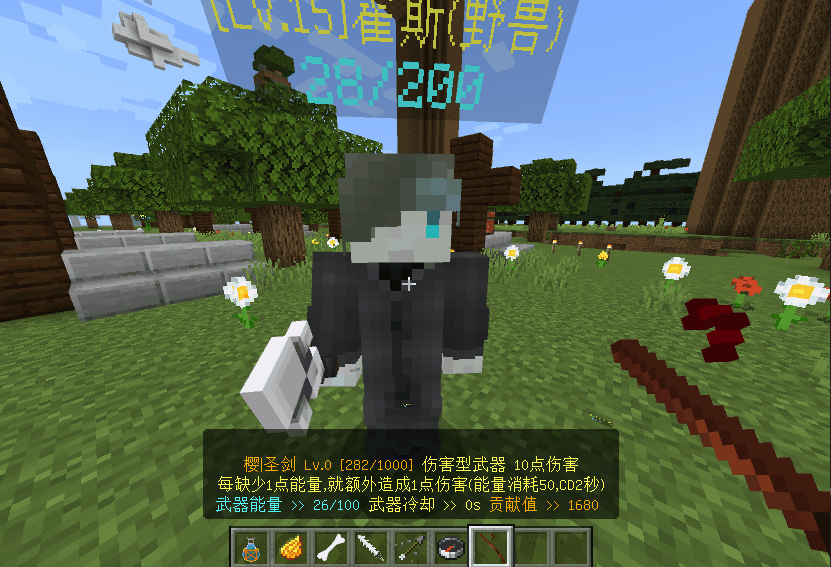 [Lv.15]霍斯(野兽)
28/200
樱|圣剑 Lv.0 [282/1000] 伤害型武器 10点伤害
每缺少1点能量,就额外造成1点伤害(能量消耗50,CD2秒)
武器能量 >> 26/100 武器冷却 >> 0s 贡献值 >> 1680